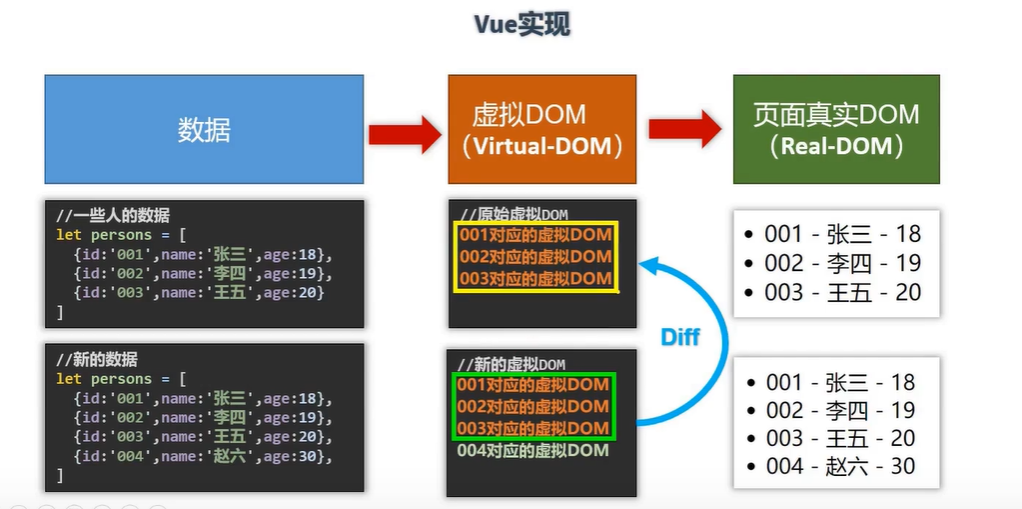 Vue实现
数据
虚拟DOM
（Virtual-DOM）
页面真实DOM
（Real-DOM）
//一些人的数据
let persons = [
{id:'001',name:'张三',age:18},
{id:'002',name:'李四',age:19},
{id:'003',name:'王五',age:20}
]
//原始虚拟DOM
001对应的虚拟DOM
002对应的虚拟DOM
003对应的虚拟DOM
• 001 - 张三 - 18
• 002 - 李四 - 19
• 003 - 王五 - 20
Diff
//新的数据
let persons = [
{id:'001',name:'张三',age:18},
{id:'002',name:'李四',age:19},
{id:'003',name:'王五',age:20},
{id:'004',name:'赵六',age:30},
]
//新的虚拟DOM
001对应的虚拟DOM
002对应的虚拟DOM
003对应的虚拟DOM
004对应的虚拟DOM
• 001 - 张三 - 18
• 002 - 李四 - 19
• 003 - 王五 - 20
• 004 - 赵六 - 30